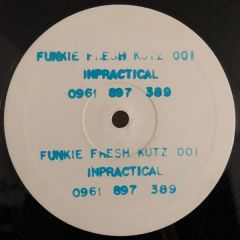 FUNKIE FRESH KUTZ 001
INPRACTICAL
0961 897 389
FUNKIE FRESH KUTZ 001
INPRACTICAL
0961 897 389